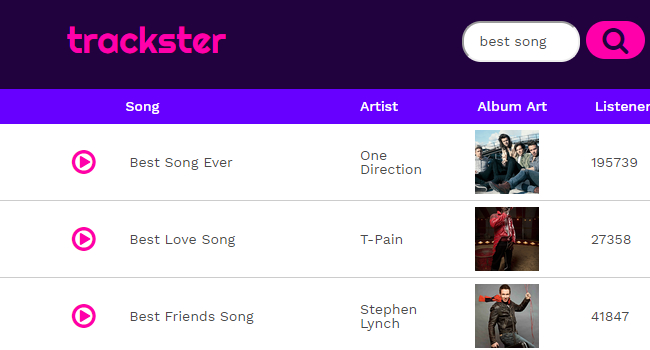 trackster
best song
Song Artist Album Art Listener
Best Song Ever One Direction 195739
Best Love Song T-Pain 27358
Best Friends Song Stephen Lynch 41847